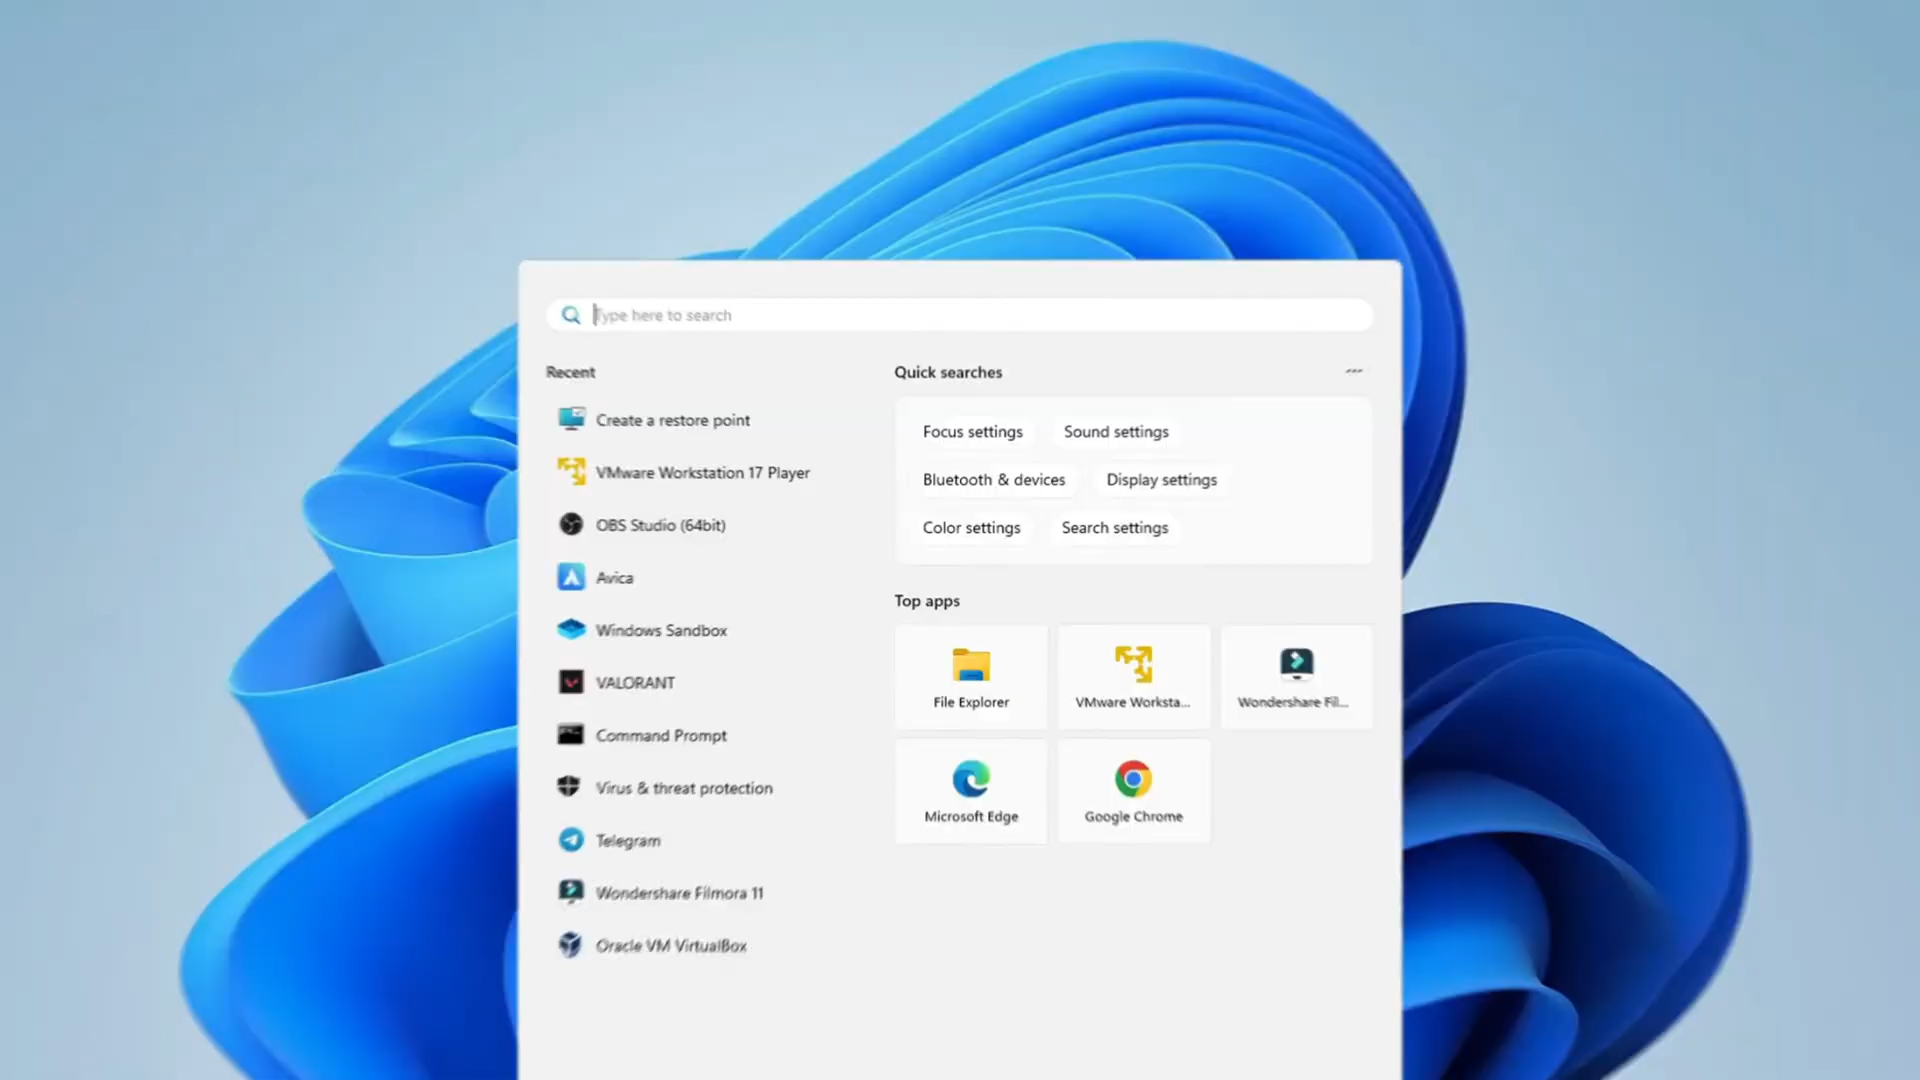 Type here to search
Recent
Create a restore point
VMware Workstation 17 Player
OBS Studio (64bit)
Avica
Windows Sandbox
VALORANT
Command Prompt
Virus & threat protection
Telegram
Wondershare Filmora 11
Oracle VM VirtualBox
Quick searches
Focus settings
Sound settings
Bluetooth & devices
Display settings
Color settings
Search settings
Top apps
File Explorer
VMware Worksta...
Wondershare Fil...
Microsoft Edge
Google Chrome